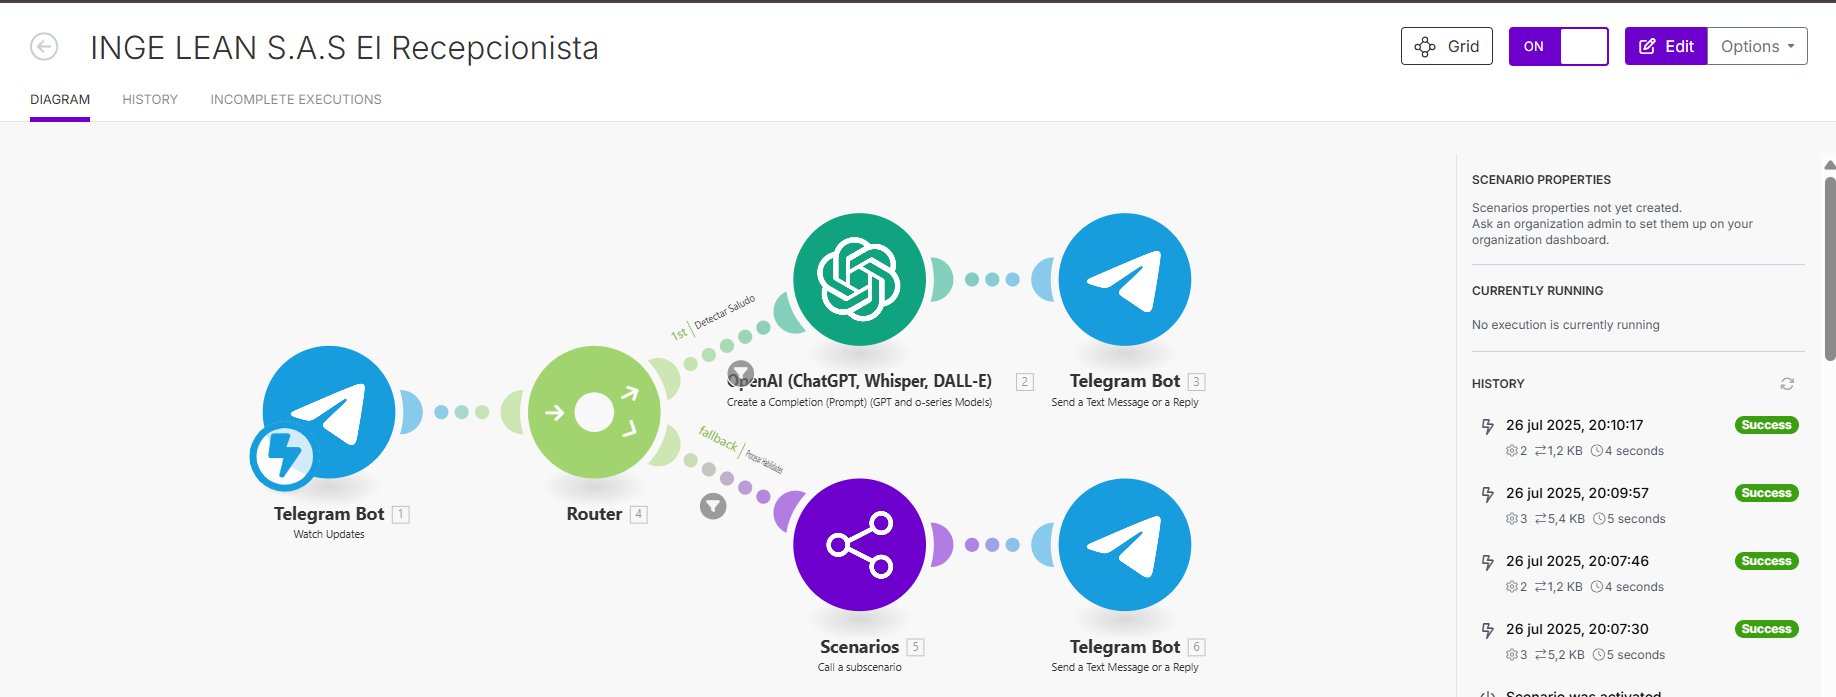 INGE LEAN S.A.S El Recepcionista
Grid
ON
Edit
Options
DIAGRAM
HISTORY
INCOMPLETE EXECUTIONS
1st
Detectar Saludo
OpenAI (ChatGPT, Whisper, DALL-E)
2
Create a Completion (Prompt) (GPT and o-series Models)
Telegram Bot
3
Send a Text Message or a Reply
Telegram Bot
1
Watch Updates
Router
4
fallback
Procesar Habilidades
Scenarios
5
Call a subscenario
Telegram Bot
6
Send a Text Message or a Reply
SCENARIO PROPERTIES
Scenarios properties not yet created.
Ask an organization admin to set them up on your
organization dashboard.
CURRENTLY RUNNING
No execution is currently running
HISTORY
26 jul 2025, 20:10:17
Success
2 1,2 KB 4 seconds
26 jul 2025, 20:09:57
Success
3 5,4 KB 5 seconds
26 jul 2025, 20:07:46
Success
2 1,2 KB 4 seconds
26 jul 2025, 20:07:30
Success
3 5,2 KB 5 seconds
Scenario was activated